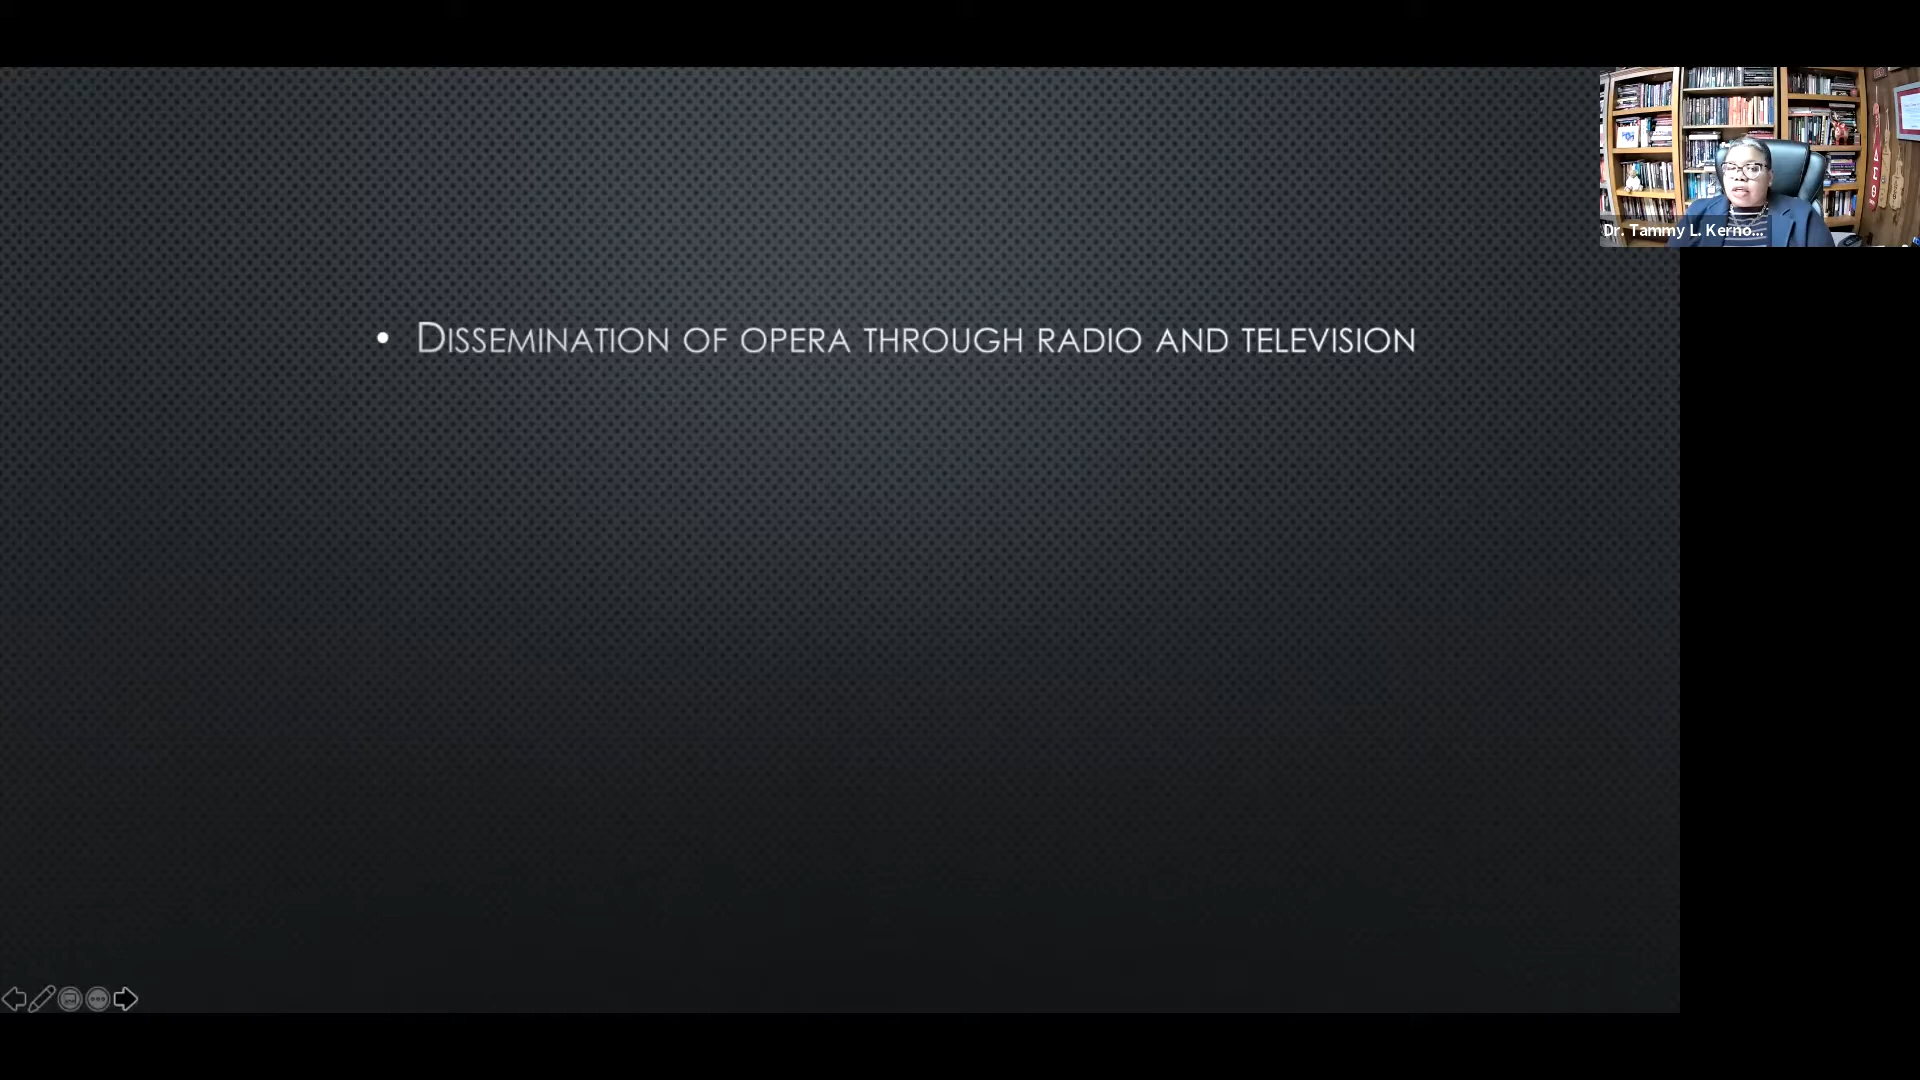 • DISSEMINATION OF OPERA THROUGH RADIO AND TELEVISION
Dr. Tammy L. Kerno...